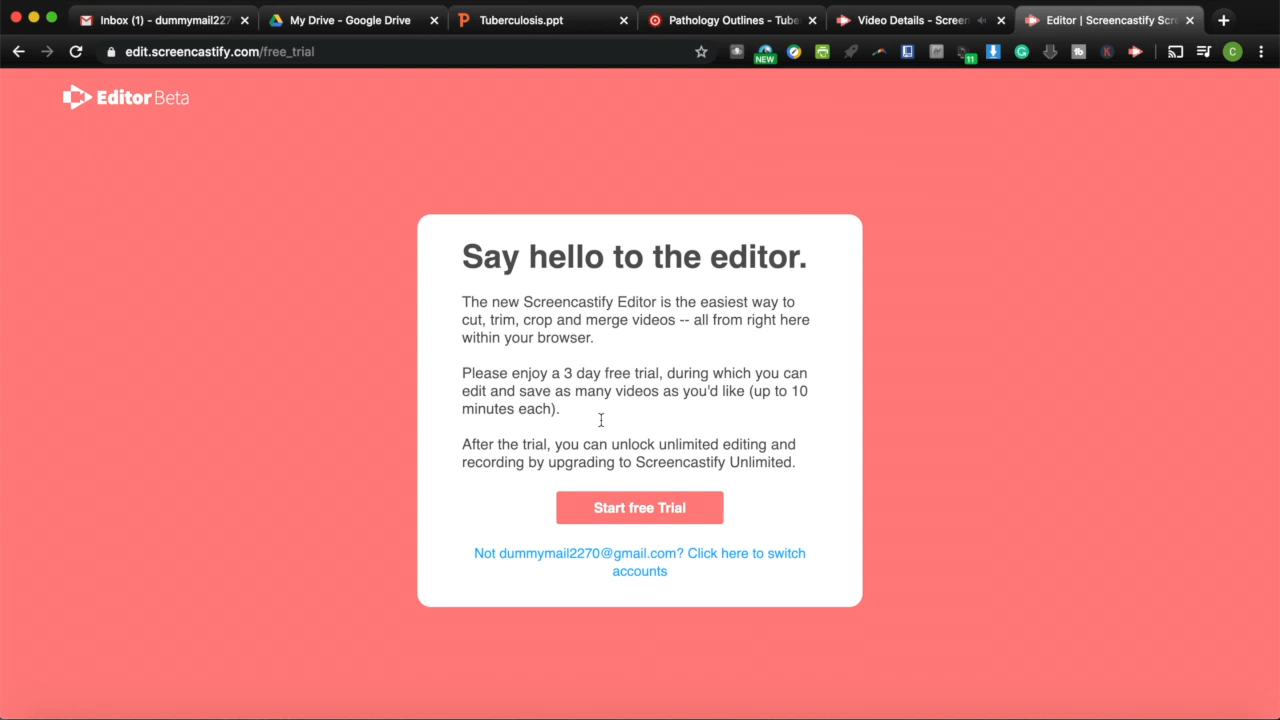 Inbox (1) - dummymail227
My Drive - Google Drive
Tuberculosis.ppt
Pathology Outlines - Tube
Video Details - Screen
Editor | Screencastify Scre
edit.screencastify.com/free_trial
NEW
11
C
Editor Beta
Say hello to the editor.
The new Screencastify Editor is the easiest way to
cut, trim, crop and merge videos -- all from right here
within your browser.
Please enjoy a 3 day free trial, during which you can
edit and save as many videos as you'd like (up to 10
minutes each).
After the trial, you can unlock unlimited editing and
recording by upgrading to Screencastify Unlimited.
Start free Trial
Not dummymail2270@gmail.com? Click here to switch
accounts